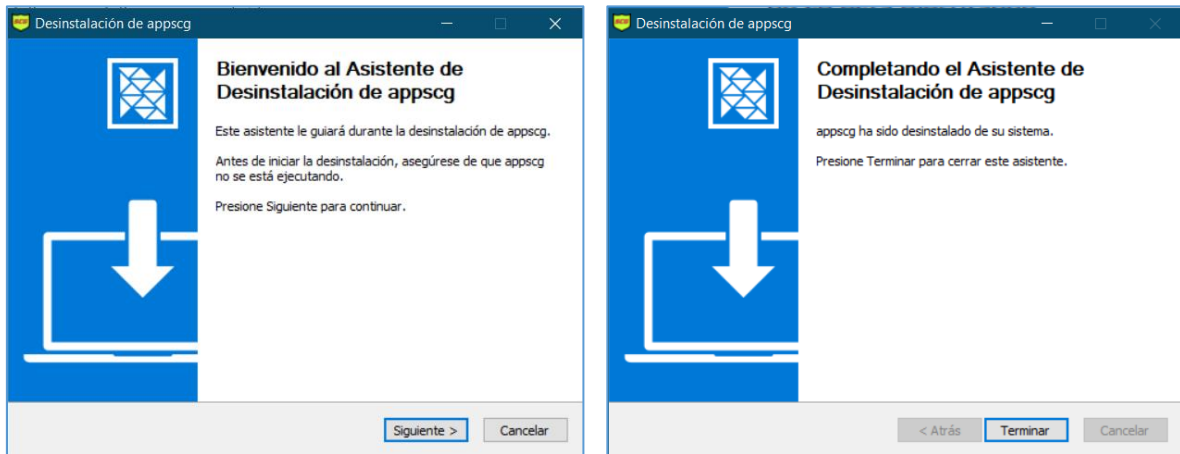 Desinstalación de appscg
Bienvenido al Asistente de
Desinstalación de appscg
Este asistente le guiará durante la desinstalación de appscg.
Antes de iniciar la desinstalación, asegúrese de que appscg
no se está ejecutando.
Presione Siguiente para continuar.
Siguiente >
Cancelar
Desinstalación de appscg
Completando el Asistente de
Desinstalación de appscg
appscg ha sido desinstalado de su sistema.
Presione Terminar para cerrar este asistente.
< Atrás
Terminar
Cancelar